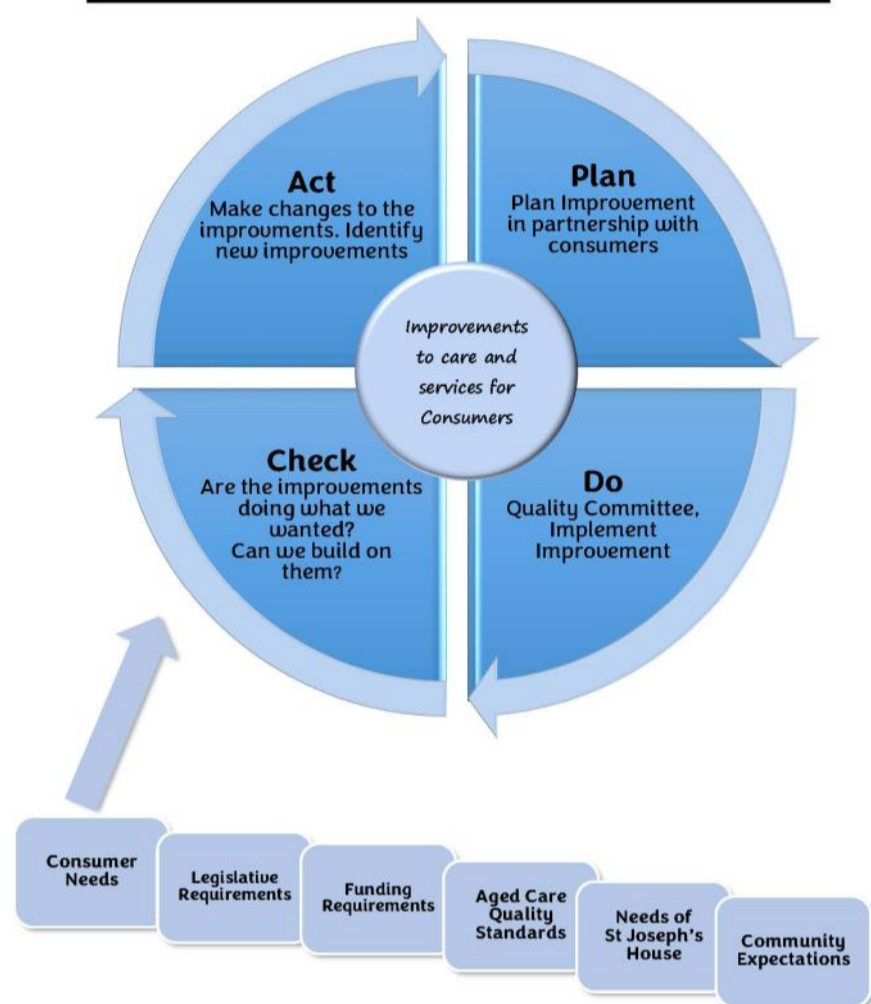 Act
Make changes to the
improvments. Identify
new improvements
Plan
Plan Improvement
in partnership with
consumers
Improvements
to care and
services for
Consumers
Check
Are the improvements
doing what we
wanted?
Can we build on
them?
Do
Quality Committee,
Implement
Improvement
Consumer
Needs
Legislative
Requirements
Funding
Requirements
Aged Care
Quality
Standards
Needs of
St Joseph's
House
Community
Expectations